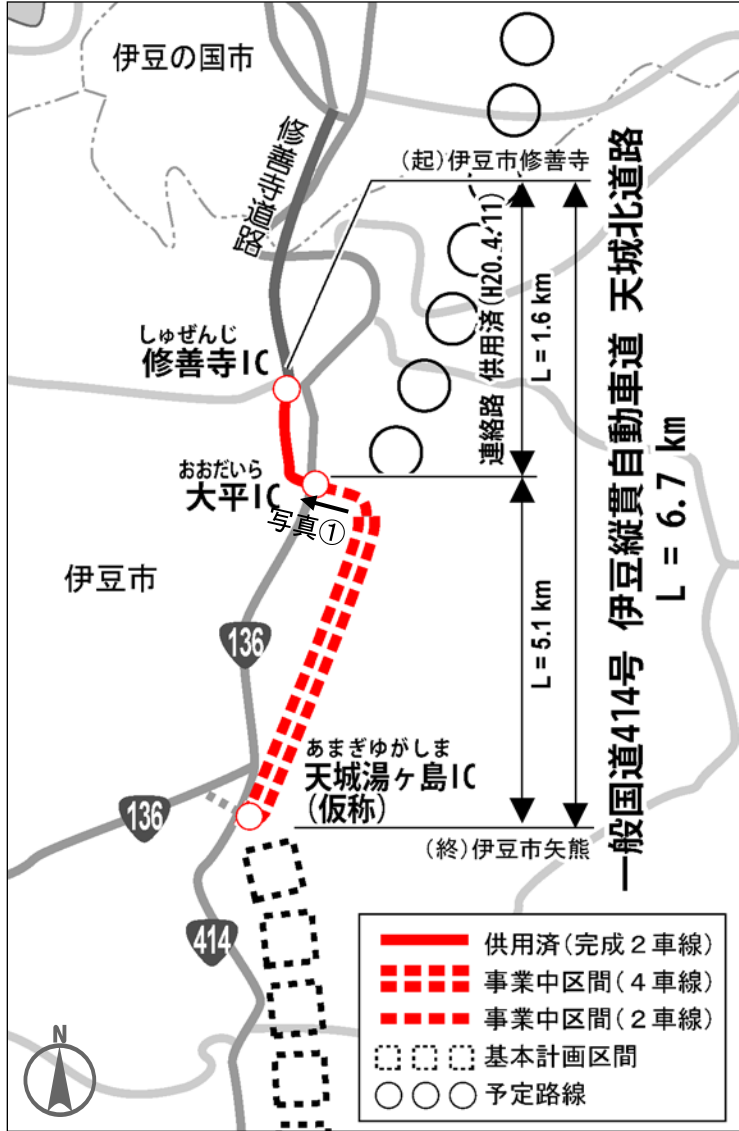 伊豆の国市
修善寺道路
(起)伊豆市修善寺
しゅぜんじ
修善寺IC
おおだいら
大平IC
写真①
伊豆市
136
あまぎゆがしま
天城湯ヶ島IC
(仮称)
136
(終)伊豆市矢熊
414
連絡路 供用済(H20.4.11)
L = 1.6 km
L = 5.1 km
一般国道414号 伊豆縦貫自動車道 天城北道路
L = 6.7 km
供用済(完成2車線)
事業中区間(4車線)
事業中区間(2車線)
基本計画区間
予定路線
N